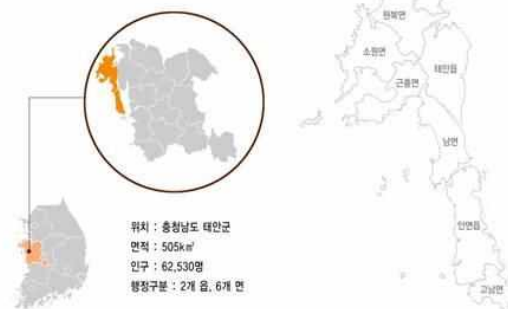 원북면
소원면
태안읍
근흥면
남면
안면읍
고남면
위치 : 충청남도 태안군
면적 : 505㎢
인구 : 62,530명
행정구분 : 2개 읍, 6개 면